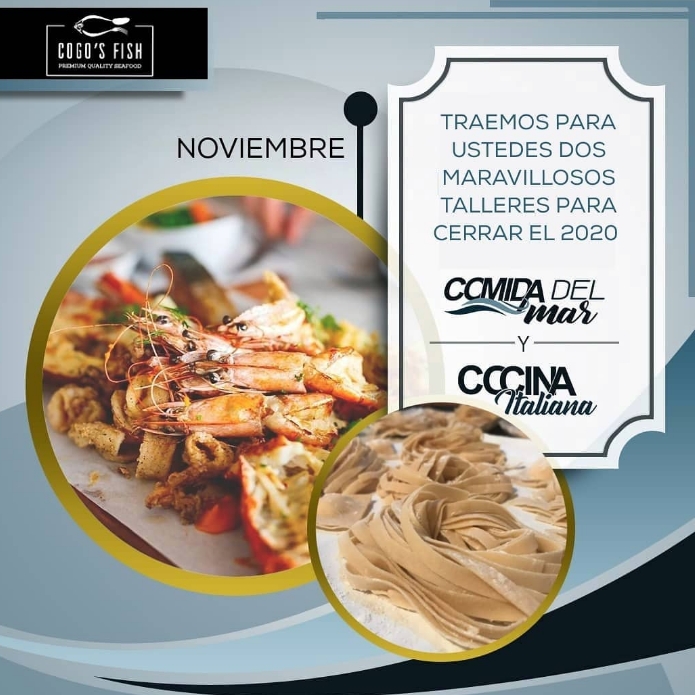 COGO'S FISH
PREMIUM QUALITY SEAFOOD
NOVIEMBRE
TRAEMOS PARA
USTEDES DOS
MARAVILLOSOS
TALLERES PARA
CERRAR EL 2020
COMIDA DEL
mar
Y
COCINA
Italiana